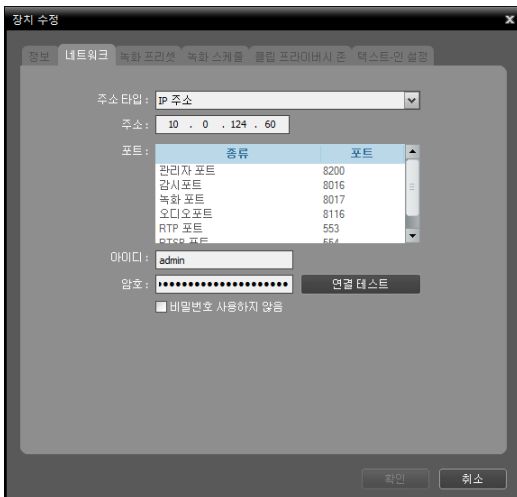 장치 수정
정보 네트워크 녹화 프리셋 녹화 스케줄 클립 프라이버시 존 텍스트-인 설정
주소 타입 : IP 주소
주소 : 10 . 0 . 124 . 60
포트 :
종류 포트
관리자 포트 8200
감시포트 8016
녹화 포트 8017
오디오포트 8116
RTP 포트 553
RTSP 포트 554
아이디 : admin
암호 : •••••••••••••••••••• 연결 테스트
비밀번호 사용하지 않음
확인 취소